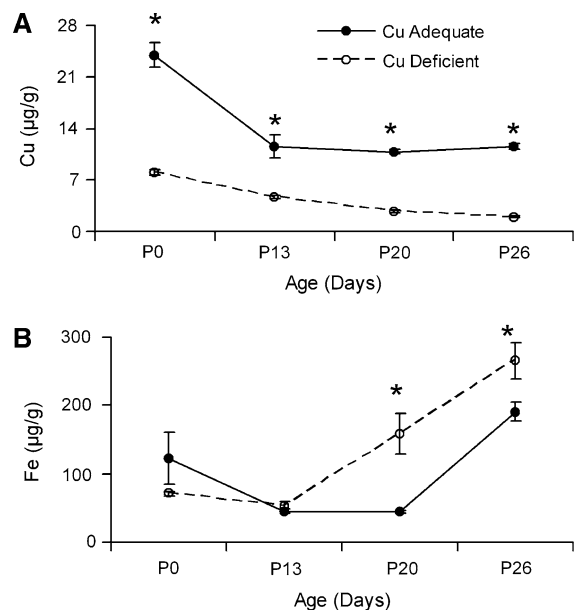 A
*
Cu Adequate
Cu Deficient
28
21
14
7
0
Cu (µg/g)
* * *
P0 P13 P20 P26
Age (Days)
B
300
200
100
0
Fe (µg/g)
* *
P0 P13 P20 P26
Age (Days)